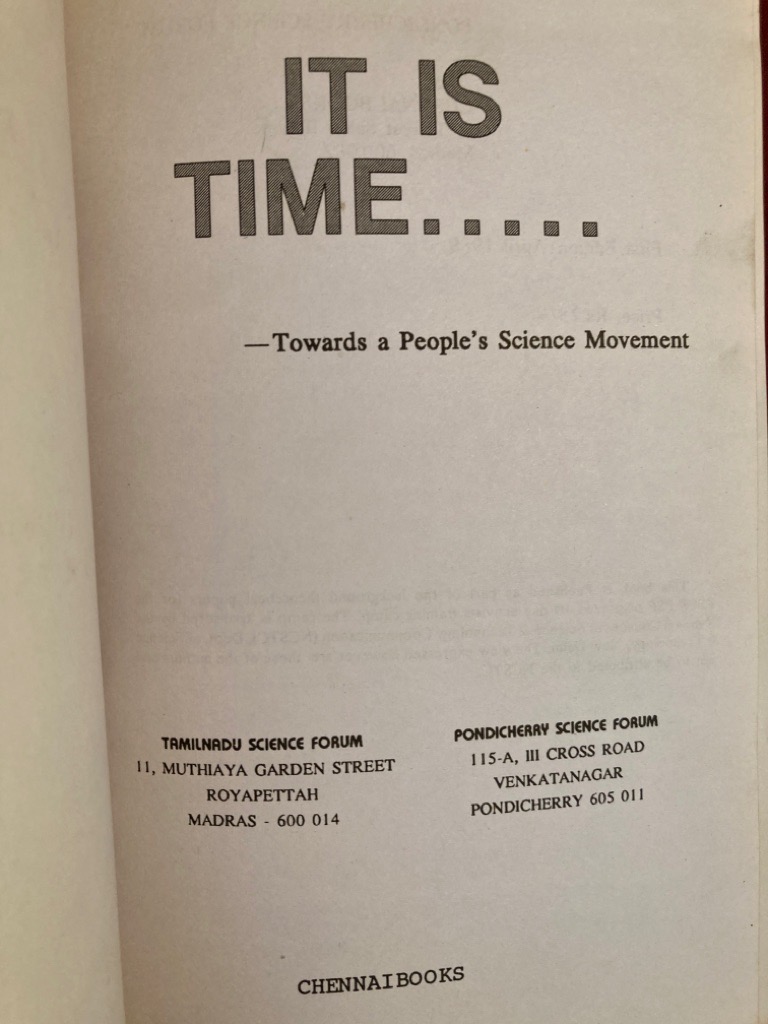 IT IS
TIME.....
—Towards a People's Science Movement
TAMILNADU SCIENCE FORUM
11, MUTHIAYA GARDEN STREET
ROYAPETTAH
MADRAS - 600 014
PONDICHERRY SCIENCE FORUM
115-A, III CROSS ROAD
VENKATANAGAR
PONDICHERRY 605 011
CHENNAIBOOKS